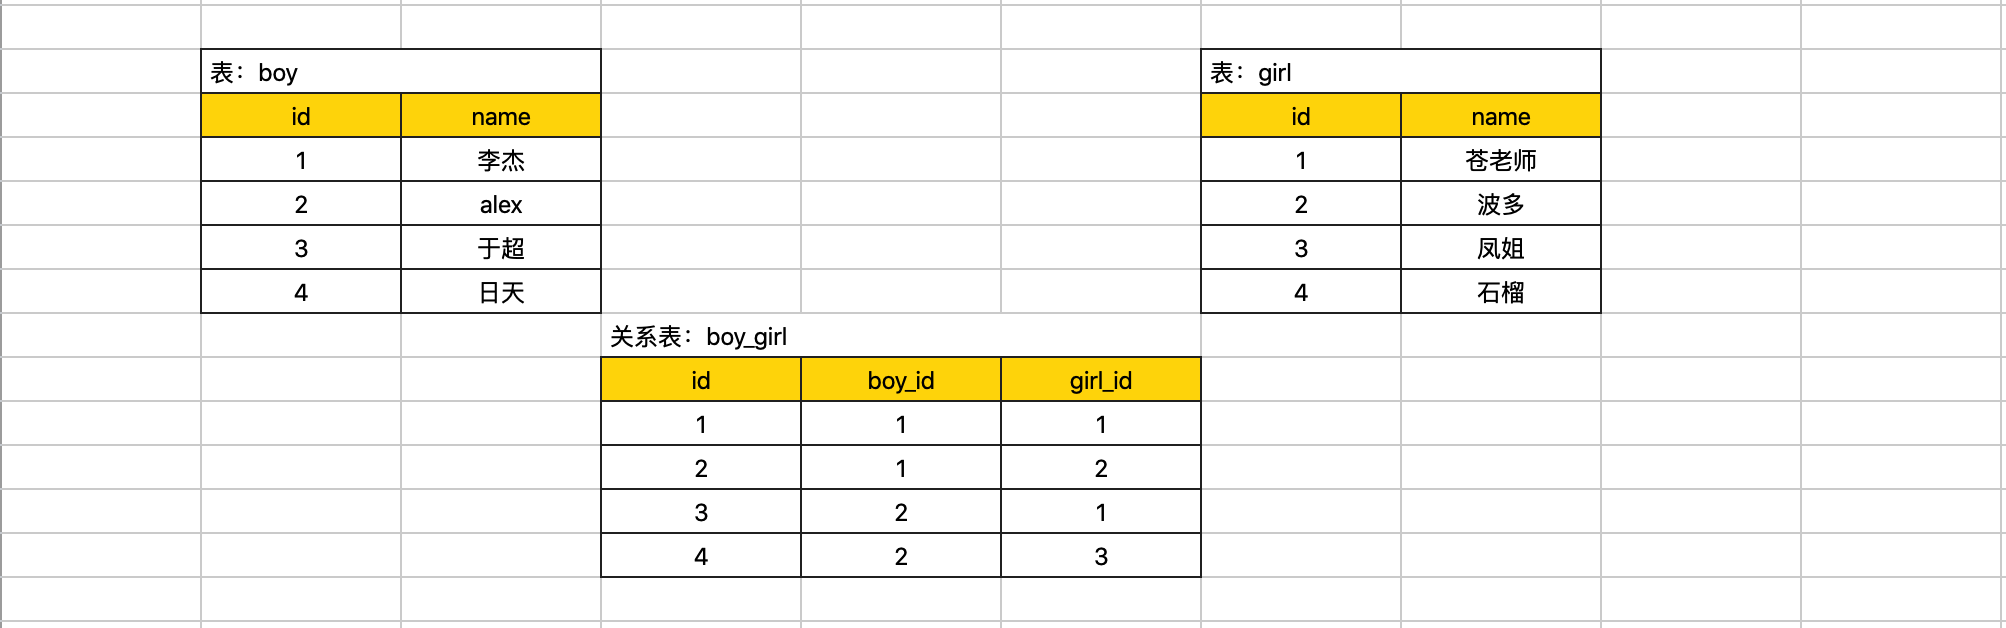 表：boy
id name
1 李杰
2 alex
3 于超
4 日天
表：girl
id name
1 苍老师
2 波多
3 凤姐
4 石榴
关系表：boy_girl
id boy_id girl_id
1 1 1
2 1 2
3 2 1
4 2 3